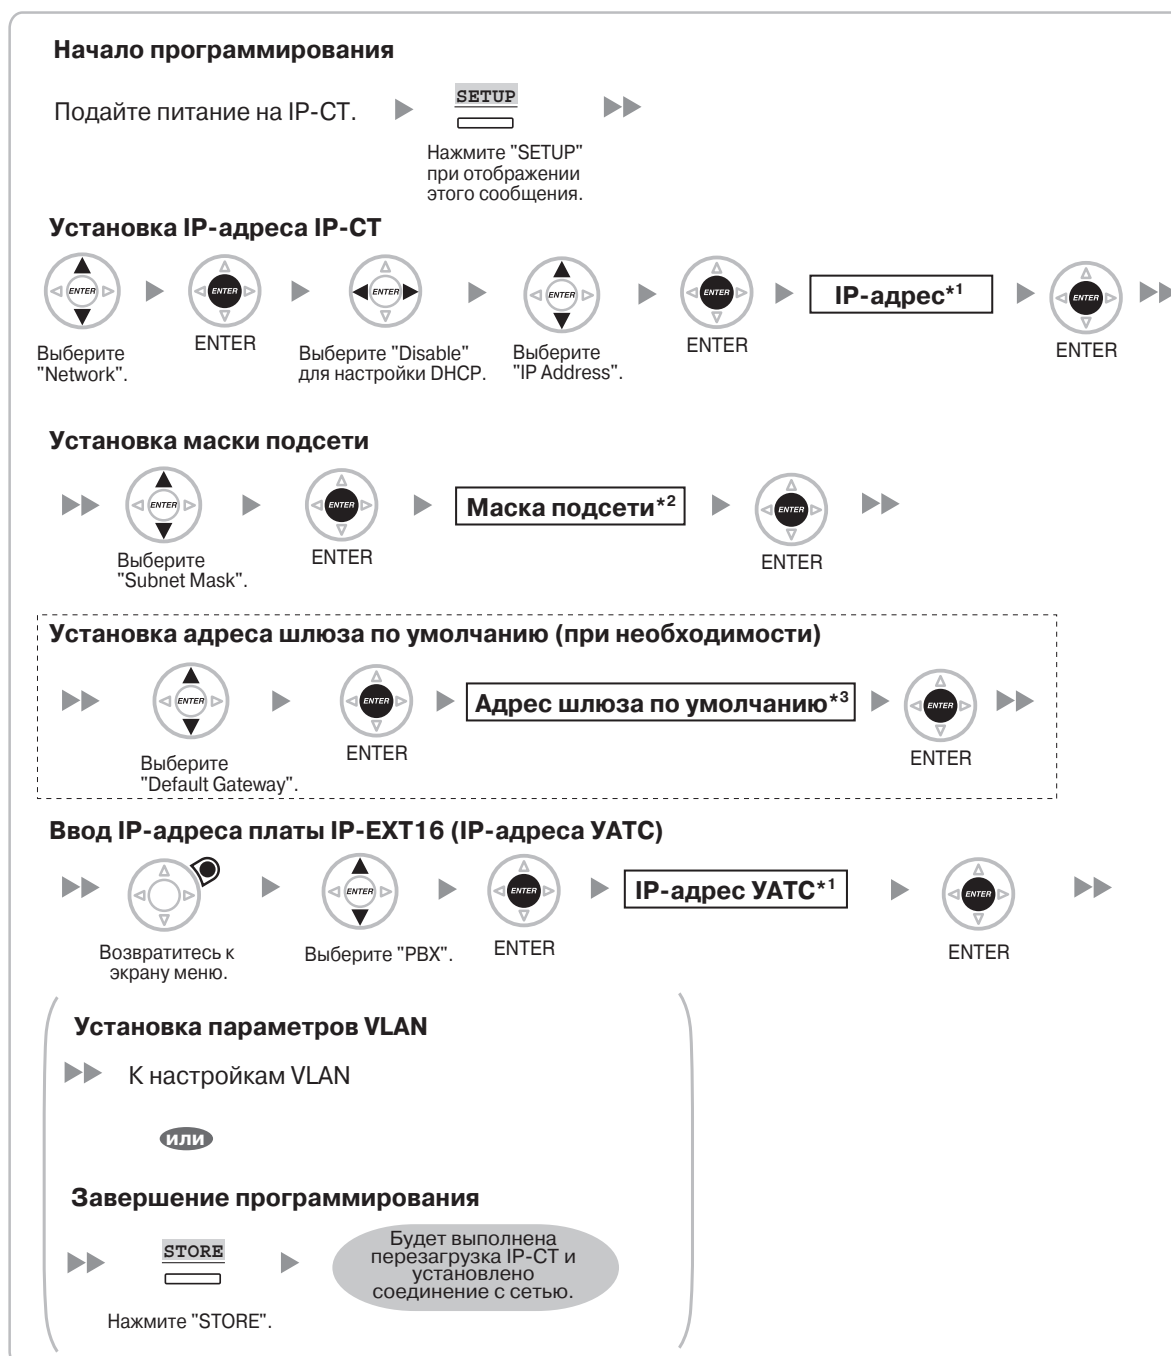 Начало программирования
Подайте питание на IP-СТ.
SETUP
Нажмите "SETUP"
при отображении
этого сообщения.
Установка IP-адреса IP-СТ
ENTER
Выберите
"Network".
ENTER
ENTER
ENTER
Выберите "Disable"
для настройки DHCP.
ENTER
Выберите
"IP Address".
ENTER
ENTER
IP-адрес*1
ENTER
ENTER
Установка маски подсети
ENTER
Выберите
"Subnet Mask".
ENTER
ENTER
Маска подсети*2
ENTER
ENTER
Установка адреса шлюза по умолчанию (при необходимости)
ENTER
Выберите
"Default Gateway".
ENTER
ENTER
Адрес шлюза по умолчанию*3
ENTER
ENTER
Ввод IP-адреса платы IP-EXT16 (IP-адреса УАТС)
Возвратитесь к
экрану меню.
ENTER
Выберите "PBX".
ENTER
ENTER
IP-адрес УАТС*1
ENTER
ENTER
Установка параметров VLAN
К настройкам VLAN
или
Завершение программирования
STORE
Нажмите "STORE".
Будет выполнена
перезагрузка IP-СТ и
установлено
соединение с сетью.